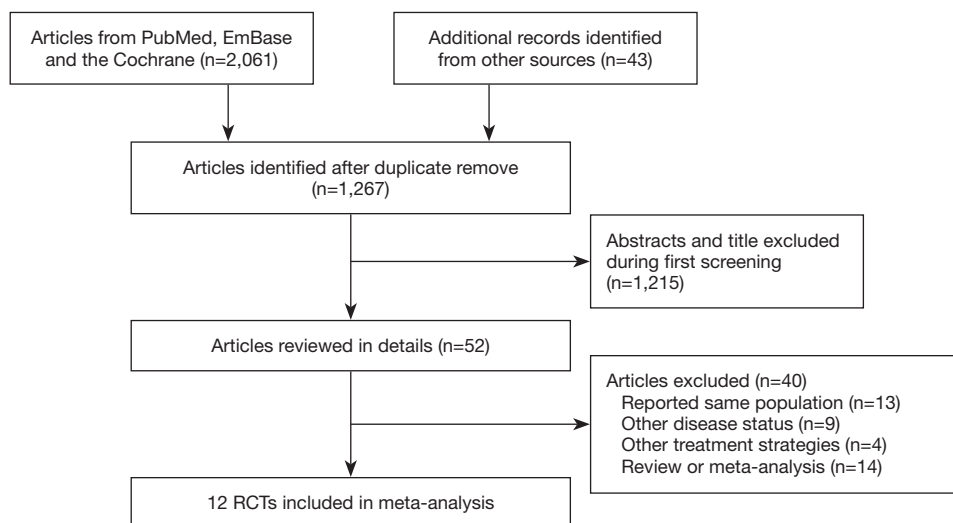 Articles from PubMed, EmBase
and the Cochrane (n=2,061)
Additional records identified
from other sources (n=43)
Articles identified after duplicate remove
(n=1,267)
Abstracts and title excluded
during first screening
(n=1,215)
Articles reviewed in details (n=52)
Articles excluded (n=40)
Reported same population (n=13)
Other disease status (n=9)
Other treatment strategies (n=4)
Review or meta-analysis (n=14)
12 RCTs included in meta-analysis